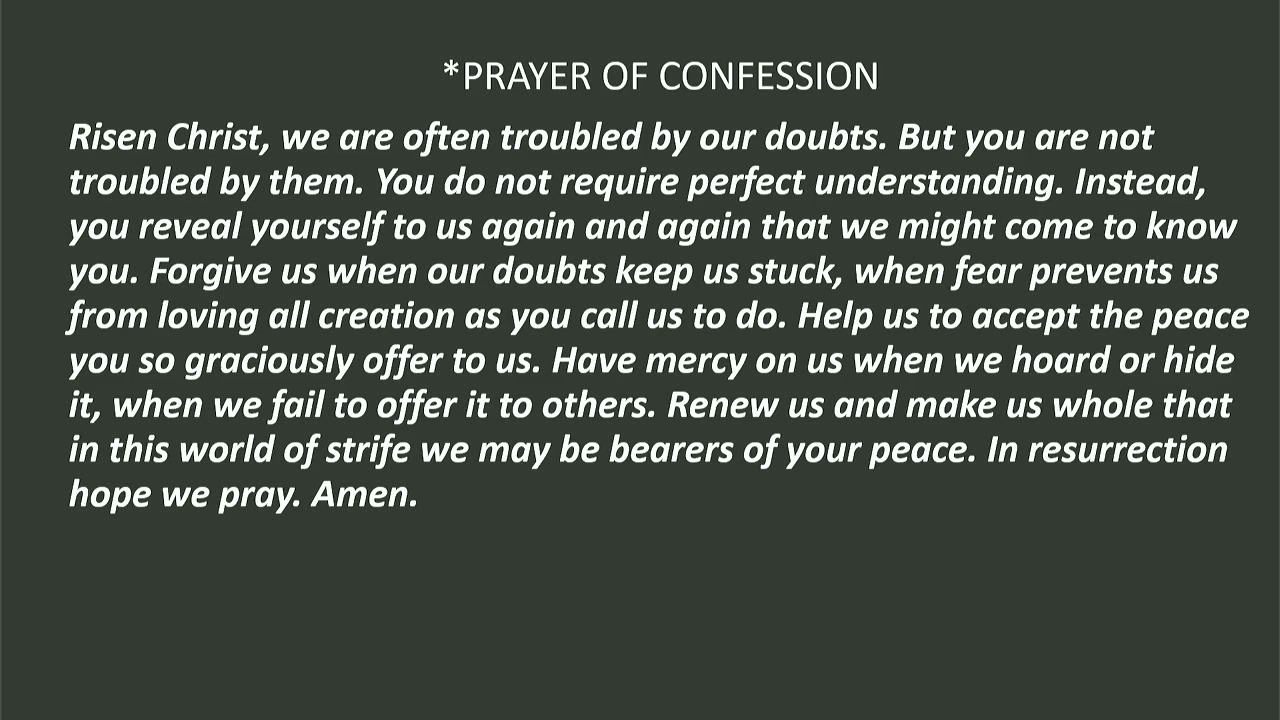 *PRAYER OF CONFESSION
Risen Christ, we are often troubled by our doubts. But you are not
troubled by them. You do not require perfect understanding. Instead,
you reveal yourself to us again and again that we might come to know
you. Forgive us when our doubts keep us stuck, when fear prevents us
from loving all creation as you call us to do. Help us to accept the peace
you so graciously offer to us. Have mercy on us when we hoard or hide
it, when we fail to offer it to others. Renew us and make us whole that
in this world of strife we may be bearers of your peace. In resurrection
hope we pray. Amen.